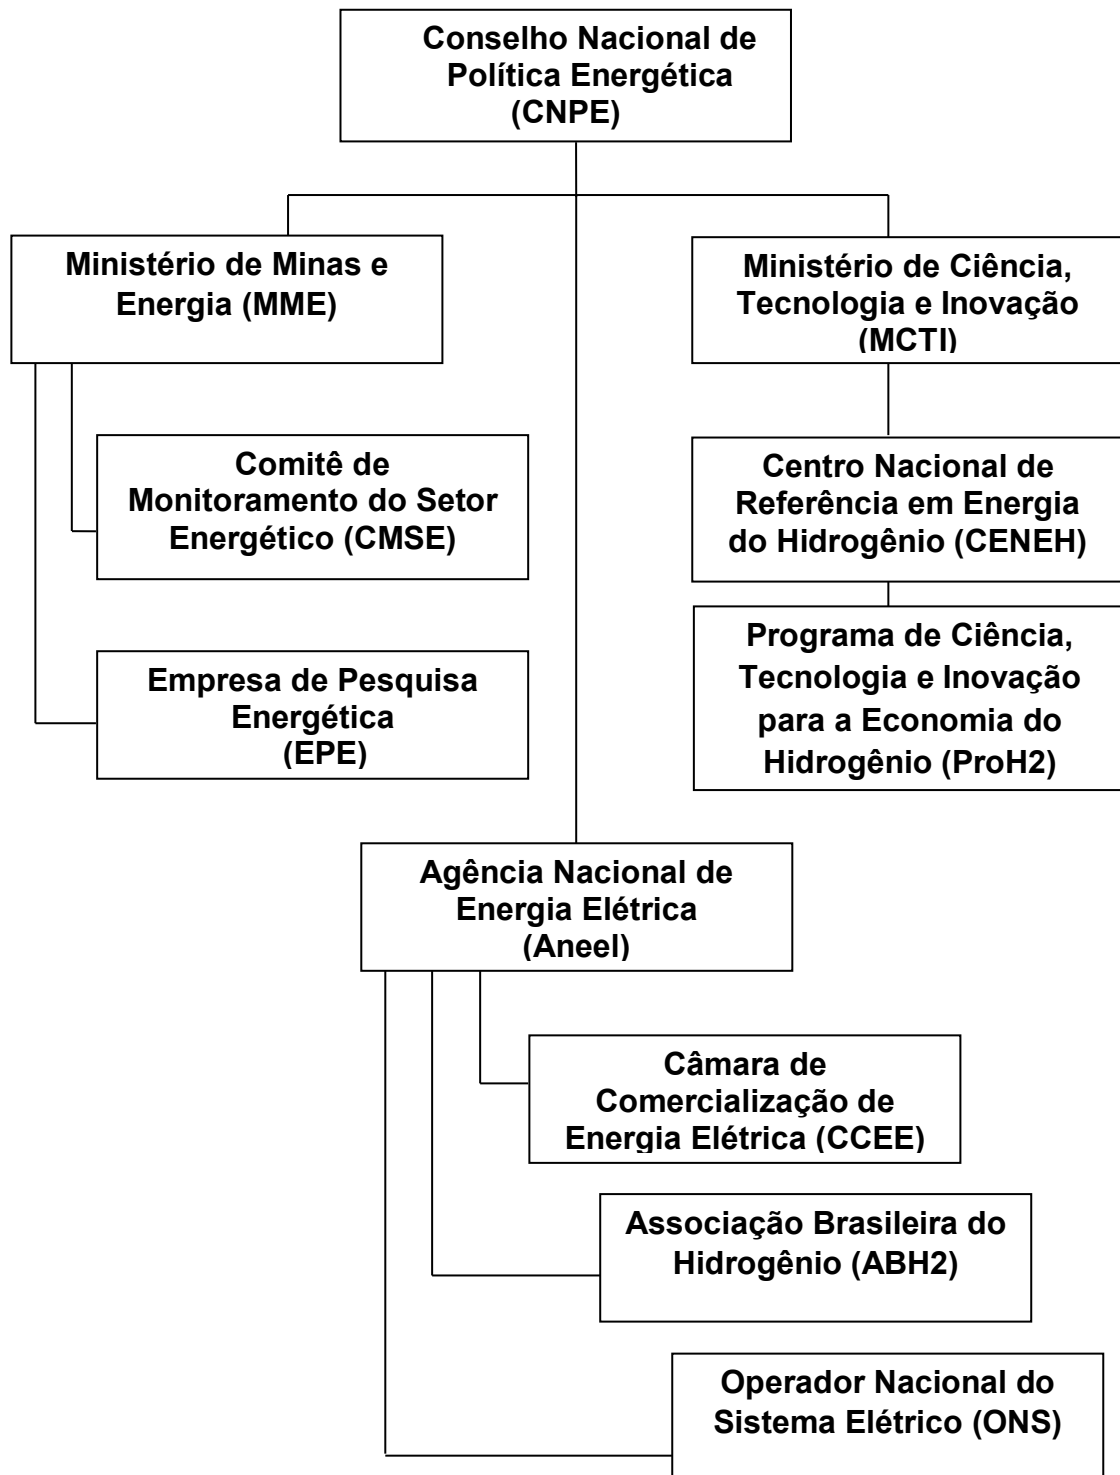 Conselho Nacional de
Política Energética
(CNPE)
Ministério de Minas e
Energia (MME)
Ministério de Ciência,
Tecnologia e Inovação
(MCTI)
Comitê de
Monitoramento do Setor
Energético (CMSE)
Centro Nacional de
Referência em Energia
do Hidrogênio (CENEH)
Empresa de Pesquisa
Energética
(EPE)
Programa de Ciência,
Tecnologia e Inovação
para a Economia do
Hidrogênio (ProH2)
Agência Nacional de
Energia Elétrica
(Aneel)
Câmara de
Comercialização de
Energia Elétrica (CCEE)
Associação Brasileira do
Hidrogênio (ABH2)
Operador Nacional do
Sistema Elétrico (ONS)